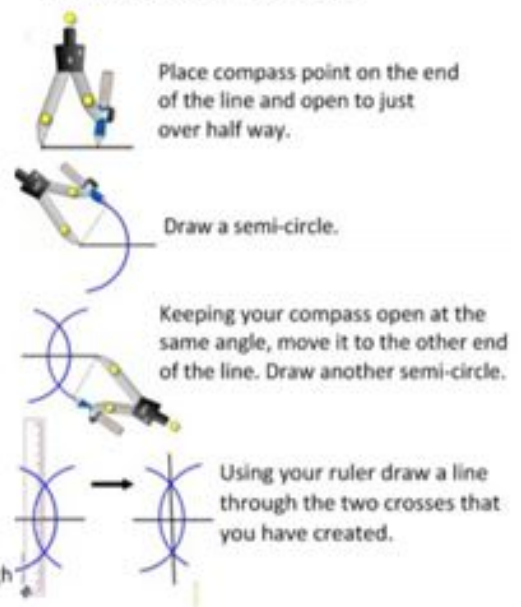 Place compass point on the end
of the line and open to just
over half way.
Draw a semi-circle.
Keeping your compass open at the
same angle, move it to the other end
of the line. Draw another semi-circle.
Using your ruler draw a line
through the two crosses that
you have created.